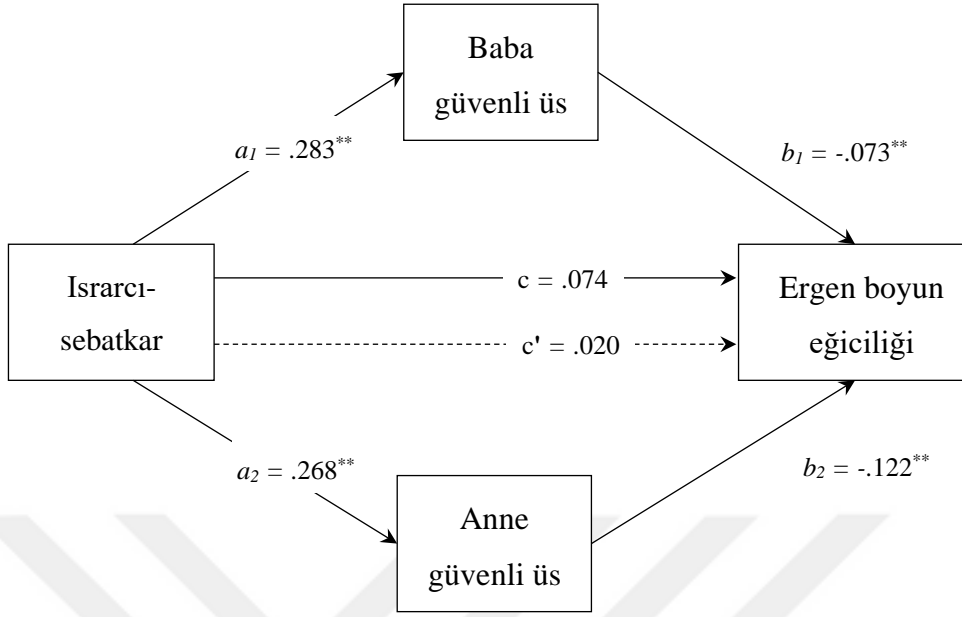 Baba
güvenli üs
a₁ = .283**
b₁ = -.073**
Israrcı-
sebatkar
c = .074
c' = .020
Ergen boyun
eğiciliği
a₂ = .268**
b₂ = -.122**
Anne
güvenli üs